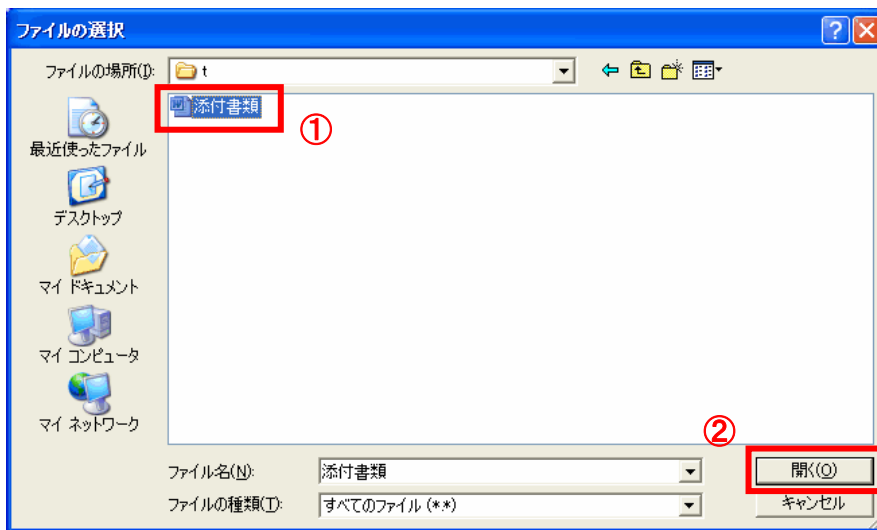 ファイルの選択
ファイルの場所(I):
t
添付書類
①
最近使ったファイル
デスクトップ
マイ ドキュメント
マイ コンピュータ
マイ ネットワーク
②
ファイル名(N): 添付書類 開く(O)
ファイルの種類(T): すべてのファイル (*.*) キャンセル